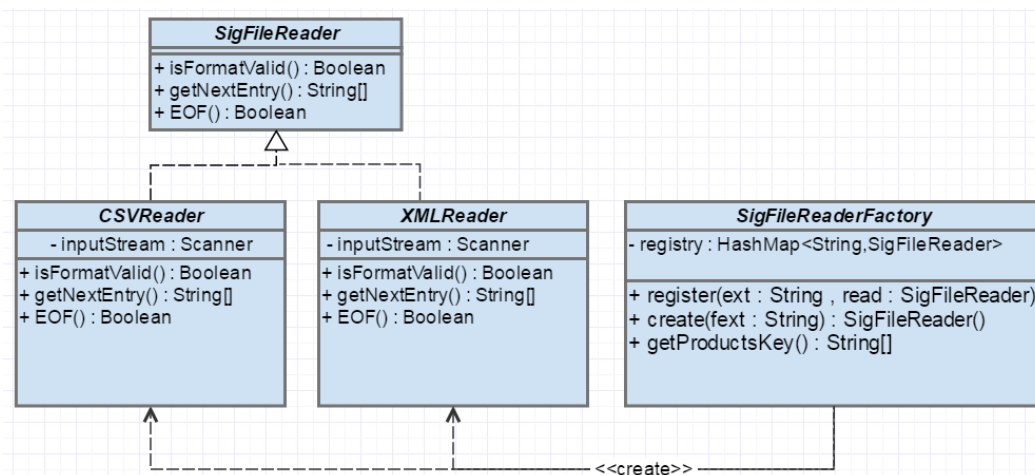 SigFileReader
+ isFormatValid() : Boolean
+ getNextEntry() : String[]
+ EOF() : Boolean
CSVReader
- inputStream : Scanner
+ isFormatValid() : Boolean
+ getNextEntry() : String[]
+ EOF() : Boolean
XMLReader
- inputStream : Scanner
+ isFormatValid() : Boolean
+ getNextEntry() : String[]
+ EOF() : Boolean
SigFileReaderFactory
- registry : HashMap<String,SigFileReader>
+ register(ext : String , read : SigFileReader)
+ create(fext : String) : SigFileReader()
+ getProductsKey() : String[]
<<create>>